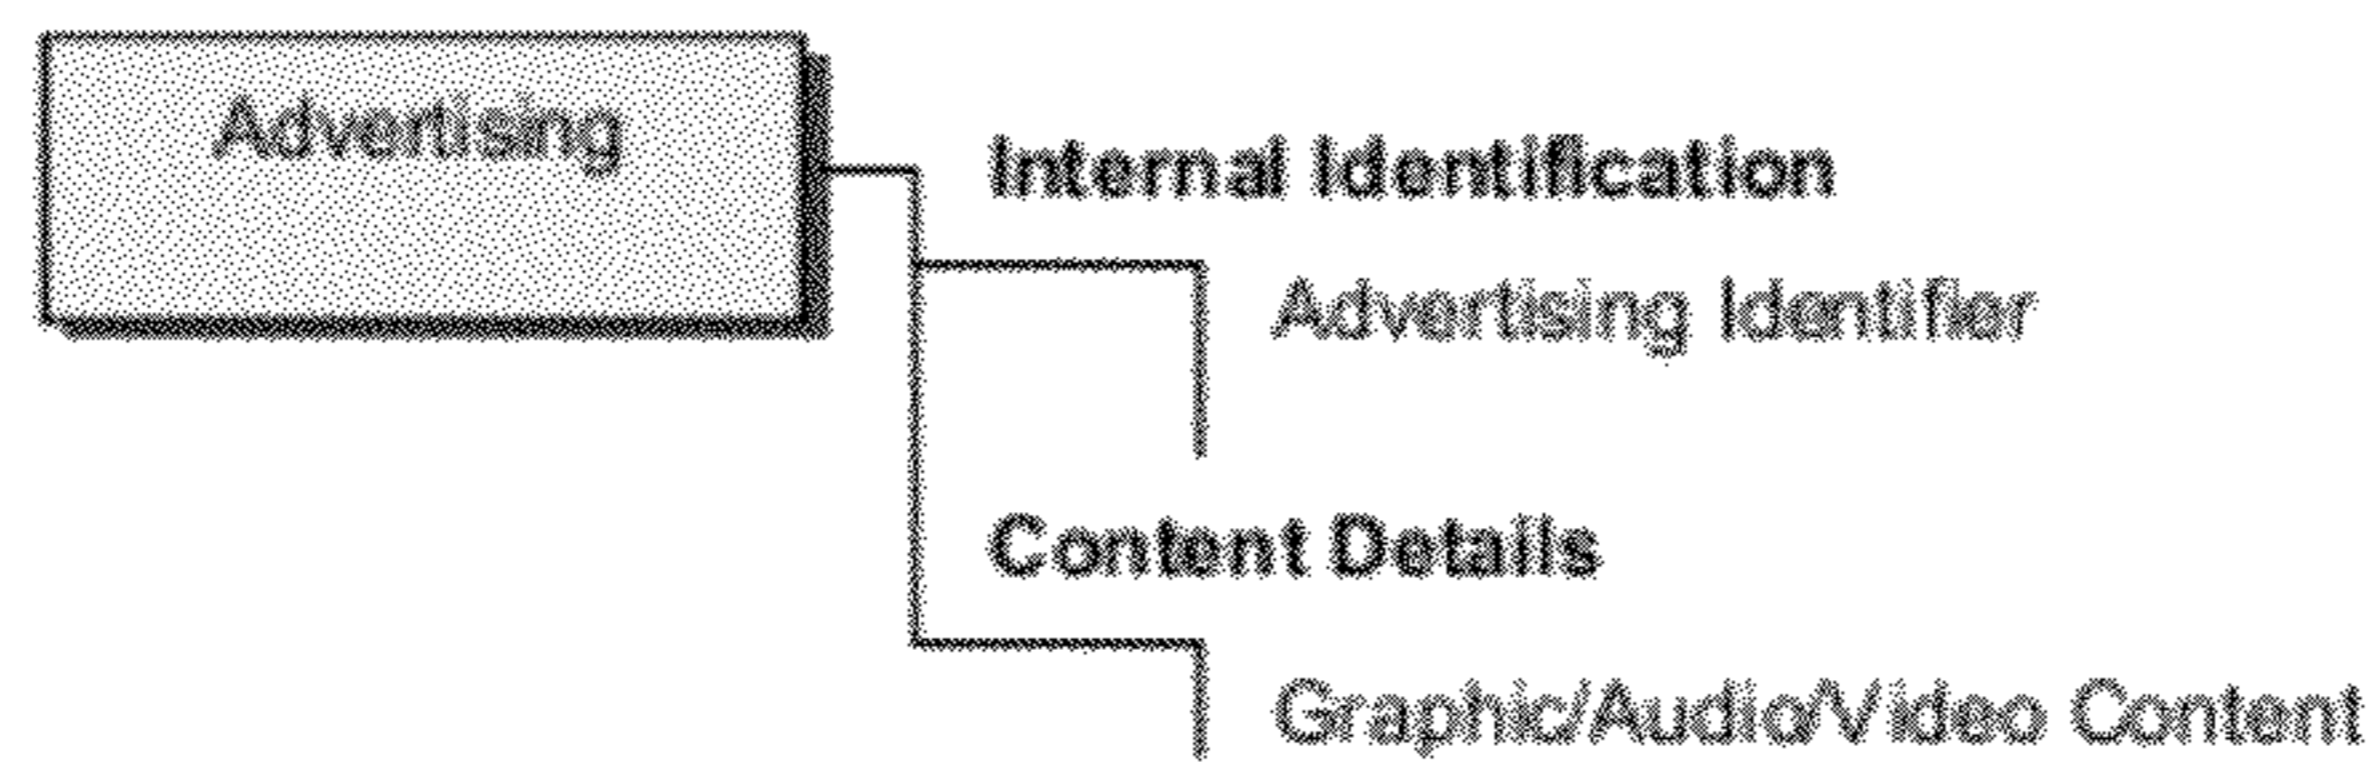 Advertising
Internal Identification
Advertising Identifier
Content Details
Graphic/Audio/Video Content